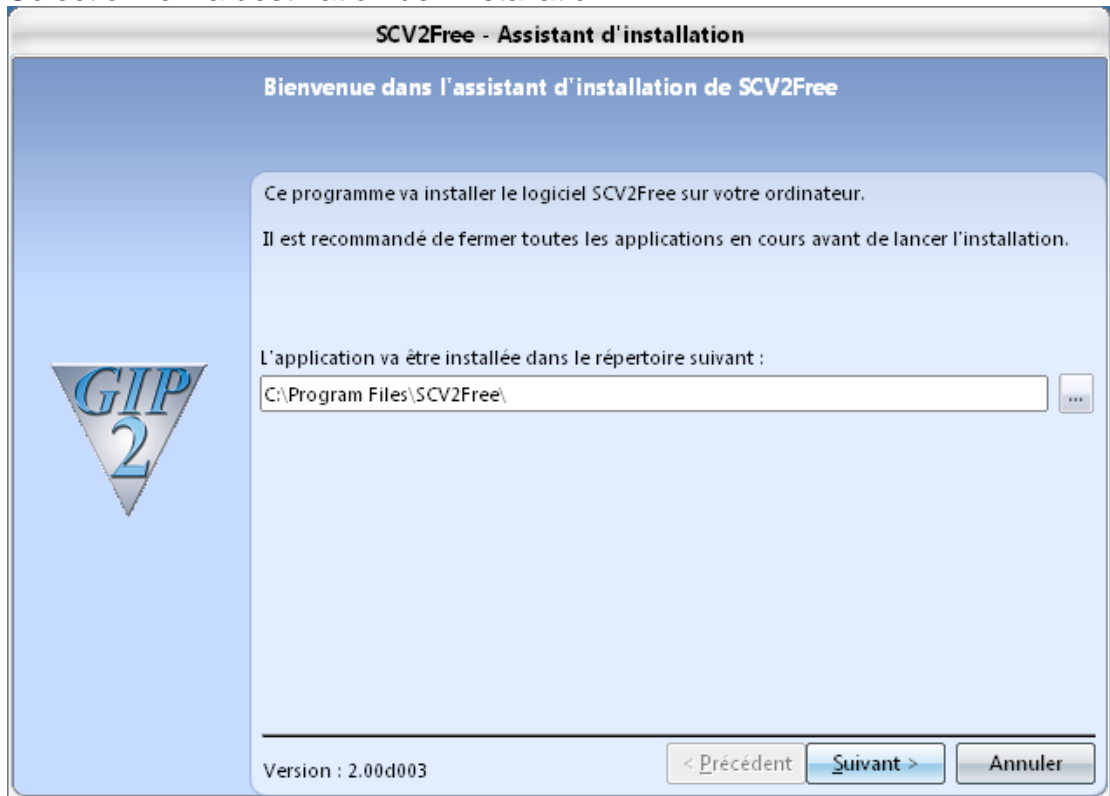 SCV2Free - Assistant d'installation
Bienvenue dans l'assistant d'installation de SCV2Free
Ce programme va installer le logiciel SCV2Free sur votre ordinateur.
Il est recommandé de fermer toutes les applications en cours avant de lancer l'installation.
L'application va être installée dans le répertoire suivant :
C:\Program Files\SCV2Free\
...
GIP
2
Version : 2.00d003
< Précédent
Suivant >
Annuler